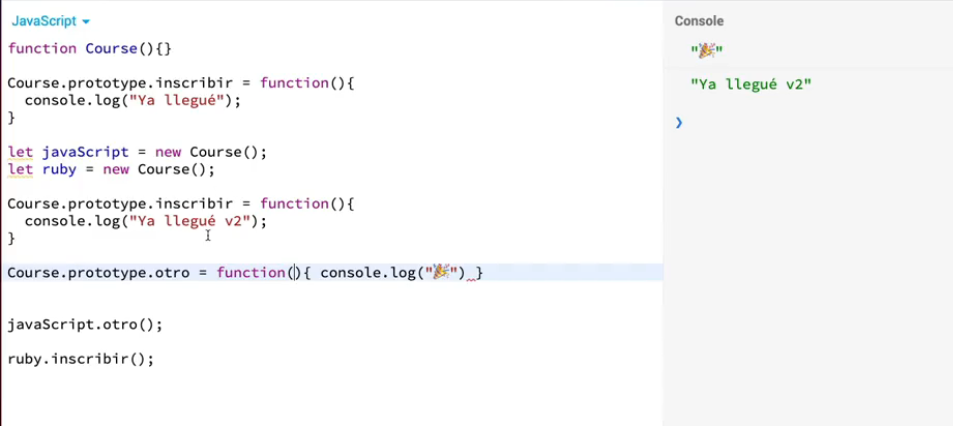 JavaScript
function Course(){}
Course.prototype.inscribir = function(){
  console.log("Ya llegué");
}
let javaScript = new Course();
let ruby = new Course();
Course.prototype.inscribir = function(){
  console.log("Ya llegué v2");
}
Course.prototype.otro = function(){ console.log("🎉") }
javaScript.otro();
ruby.inscribir();
Console
"🎉"
"Ya llegué v2"
❯